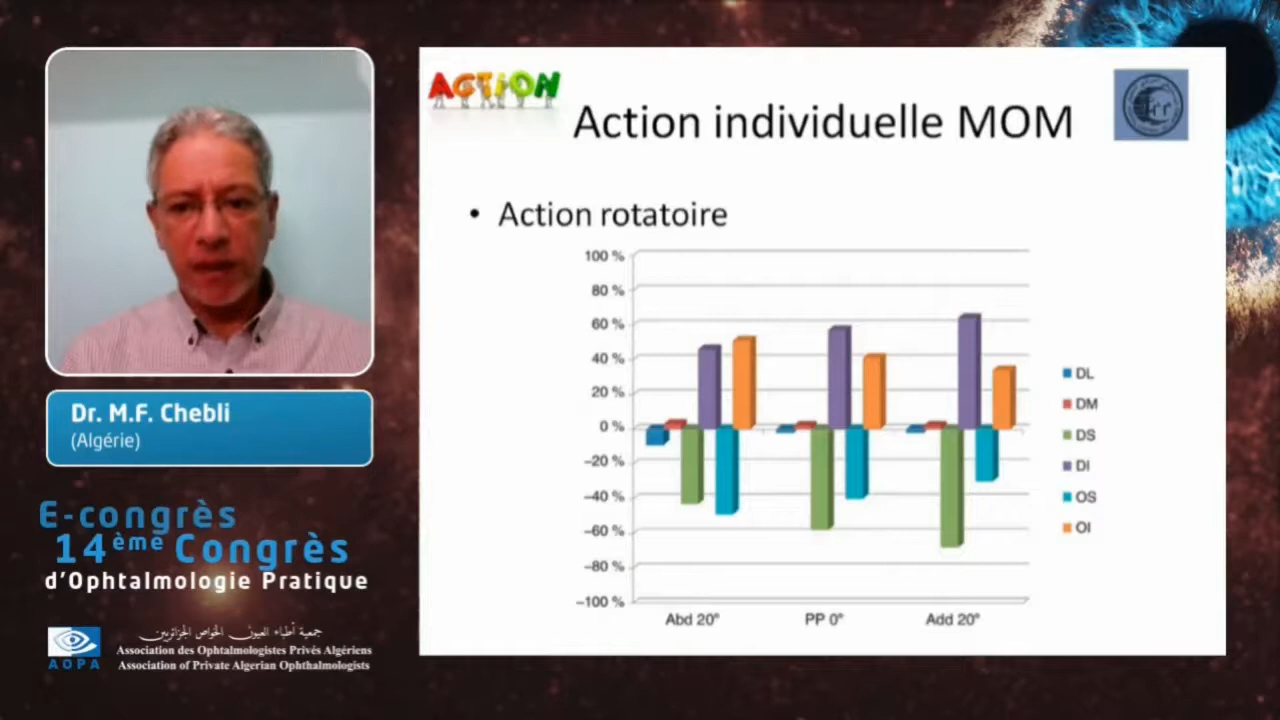 ACTION
Action individuelle MOM
• Action rotatoire
100 %
80 %
60 %
40 %
20 %
0 %
–20 %
–40 %
–60 %
–80 %
–100 %
Abd 20° PP 0° Add 20°
DL
DM
DS
DI
OS
OI
Dr. M.F. Chebli
(Algérie)
E-congrès
14ème Congrès
d'Ophtalmologie Pratique
جمعية أطباء العيون الخواص الجزائريين
Association des Ophtalmologistes Privés Algériens
AOPA Association of Private Algerian Ophthalmologists